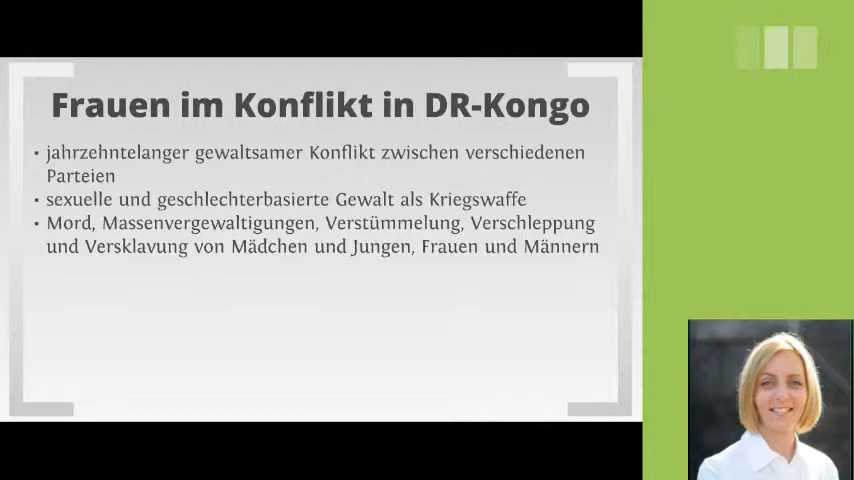 Frauen im Konflikt in DR-Kongo
• jahrzehntelanger gewaltsamer Konflikt zwischen verschiedenen
Parteien
• sexuelle und geschlechterbasierte Gewalt als Kriegswaffe
• Mord, Massenvergewaltigungen, Verstümmelung, Verschleppung
und Versklavung von Mädchen und Jungen, Frauen und Männern